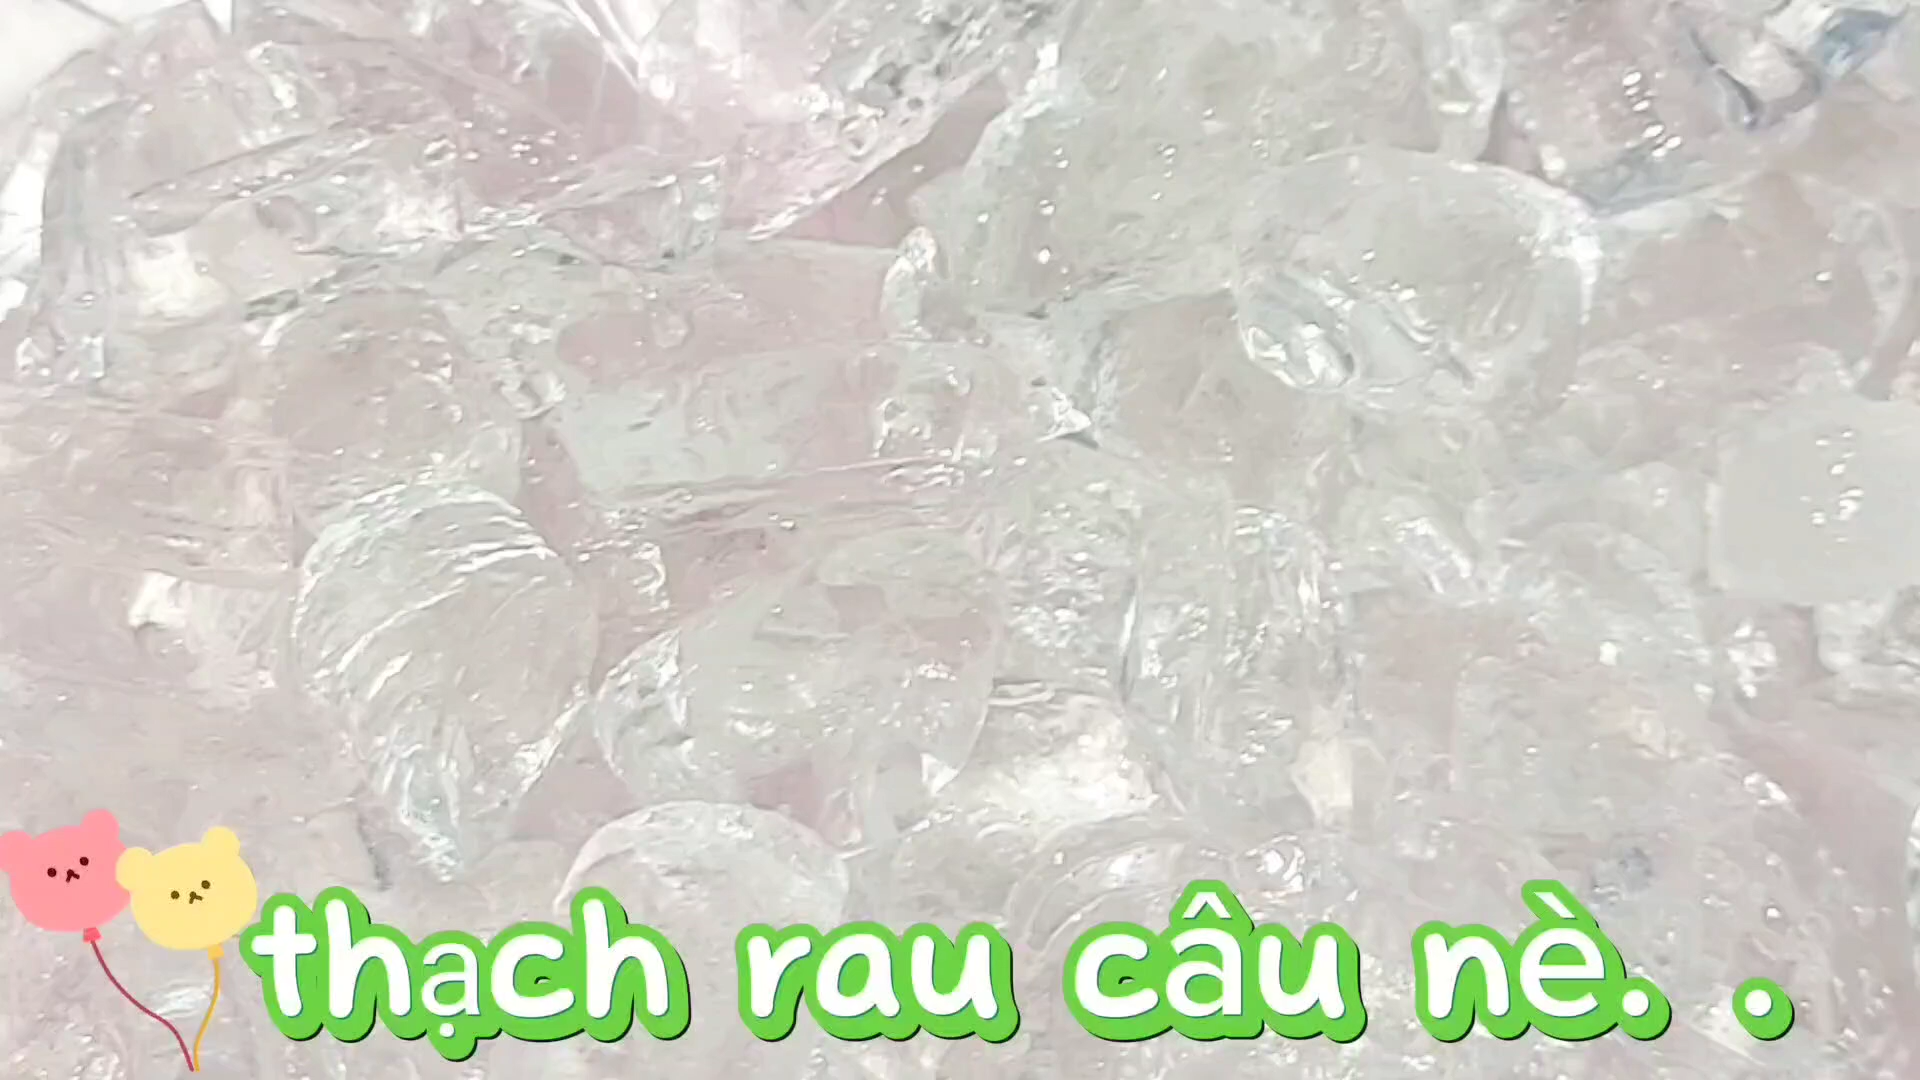 thạch rau câu nè. .